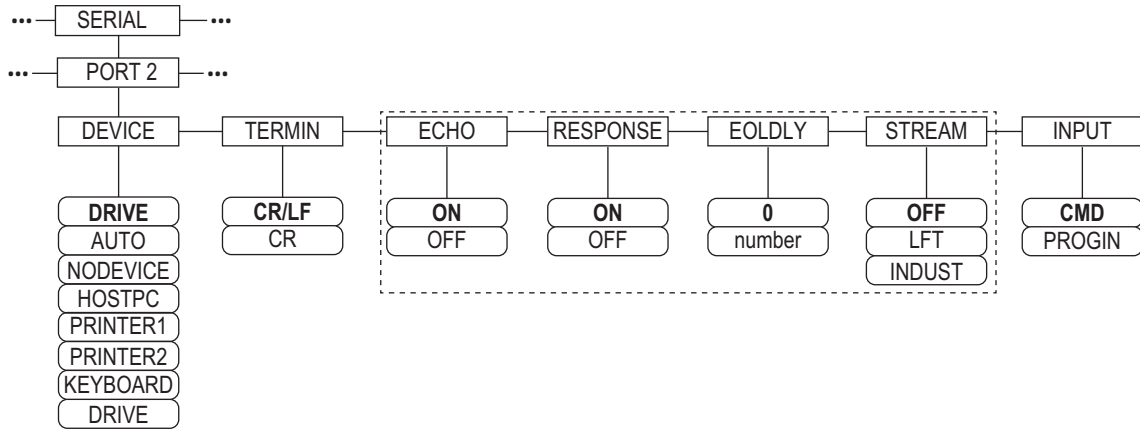 ••• SERIAL •••
••• PORT 2 •••
DEVICE TERMIN ECHO RESPONSE EOLDLY STREAM INPUT
DRIVE CR/LF ON ON 0 OFF CMD
AUTO CR OFF OFF number LFT PROGIN
NODEVICE INDUST
HOSTPC
PRINTER1
PRINTER2
KEYBOARD
DRIVE